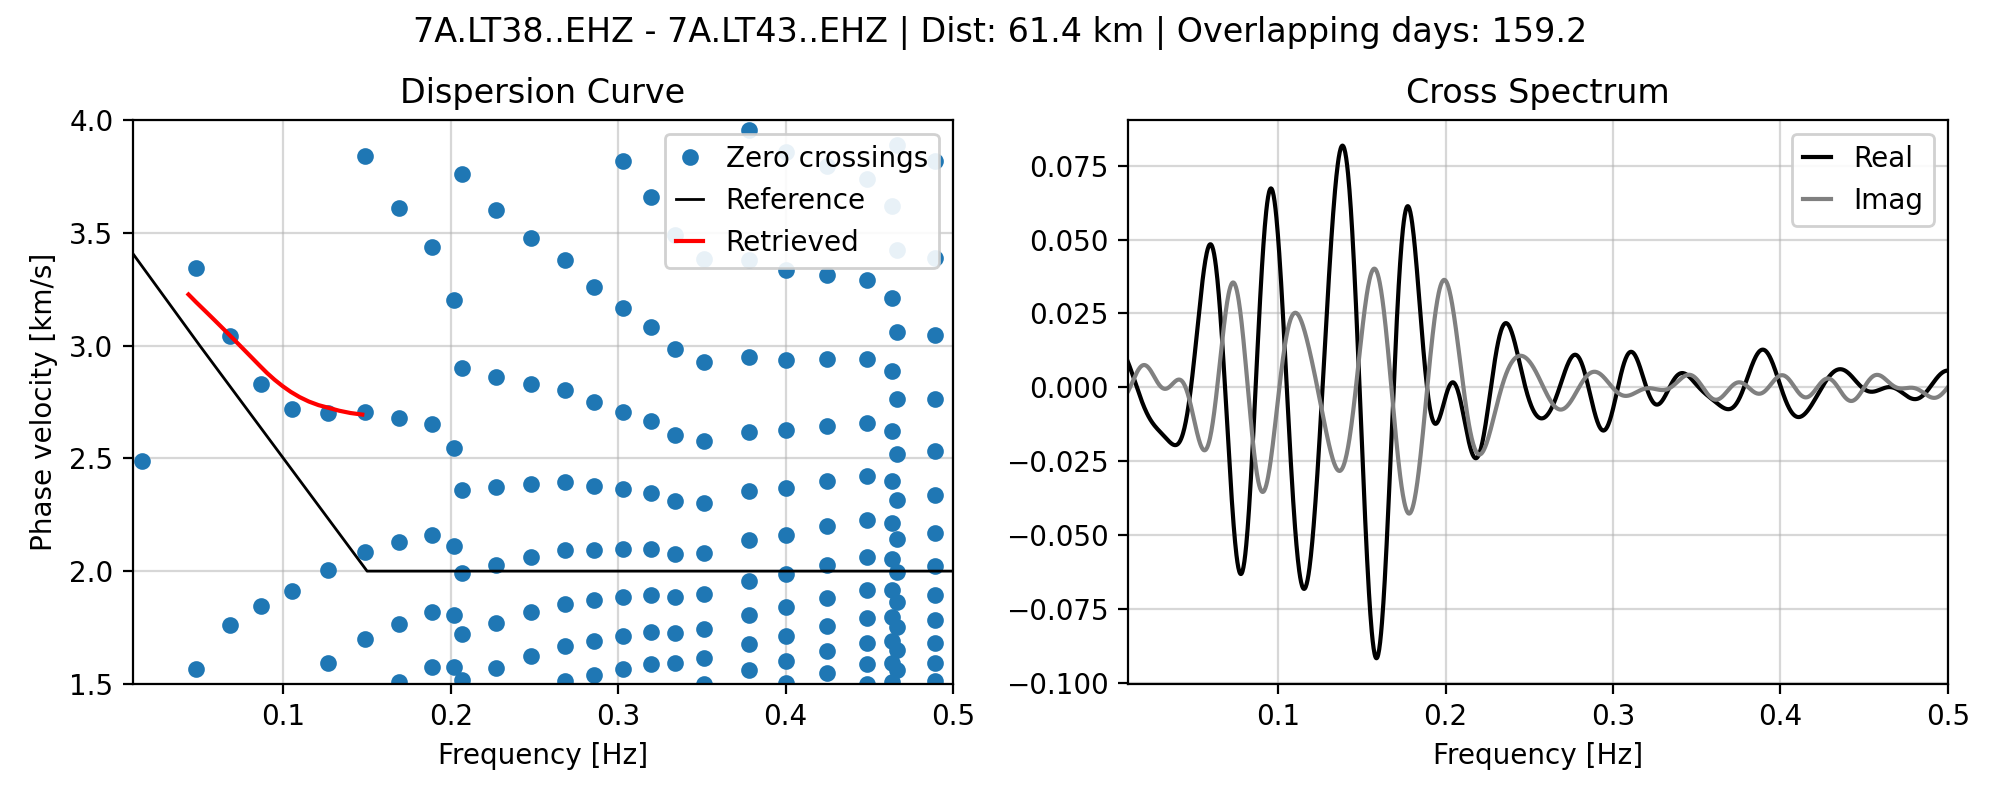 7A.LT38..EHZ - 7A.LT43..EHZ | Dist: 61.4 km | Overlapping days: 159.2
Dispersion Curve
Phase velocity [km/s]
4.0
3.5
3.0
2.5
2.0
1.5
0.1 0.2 0.3 0.4 0.5
Frequency [Hz]
Zero crossings
Reference
Retrieved
Cross Spectrum
0.075
0.050
0.025
0.000
−0.025
−0.050
−0.075
−0.100
0.1 0.2 0.3 0.4 0.5
Frequency [Hz]
Real
Imag